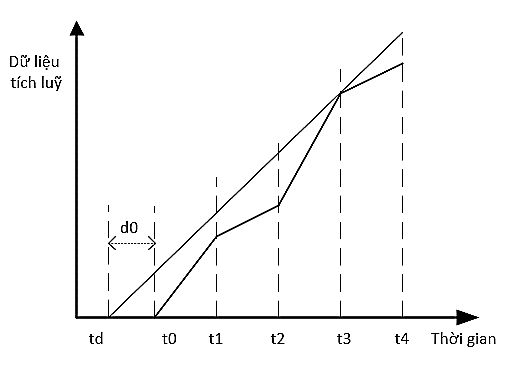 Dữ liệu
tích luỹ
d0
td t0 t1 t2 t3 t4 Thời gian